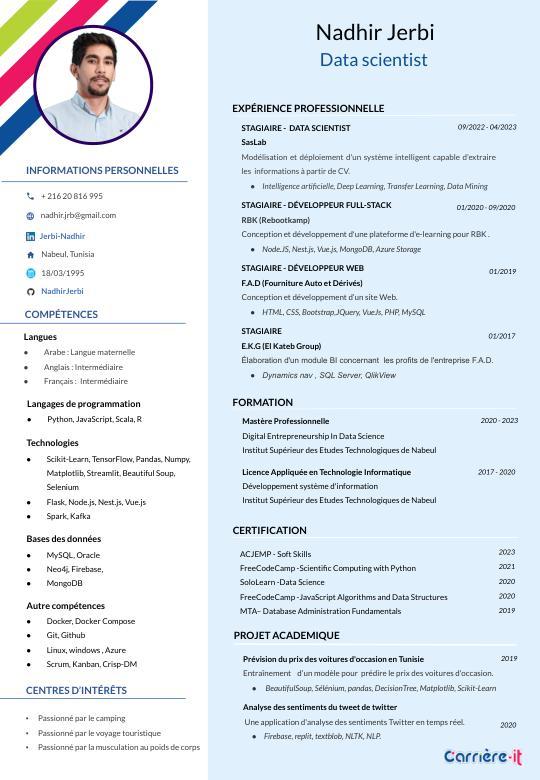 Nadhir Jerbi
Data scientist
INFORMATIONS PERSONNELLES
+ 216 20 816 995
nadhir.jrb@gmail.com
Jerbi-Nadhir
Nabeul, Tunisia
18/03/1995
NadhirJerbi
COMPÉTENCES
Langues
• Arabe : Langue maternelle
• Anglais : Intermédiaire
• Français : Intermédiaire
Langages de programmation
• Python, JavaScript, Scala, R
Technologies
• Scikit-Learn, TensorFlow, Pandas, Numpy,
Matplotlib, Streamlit, Beautiful Soup,
Selenium
• Flask, Node.js, Nest.js, Vue.js
• Spark, Kafka
Bases des données
• MySQL, Oracle
• Neo4j, Firebase,
• MongoDB
Autre compétences
• Docker, Docker Compose
• Git, Github
• Linux, windows , Azure
• Scrum, Kanban, Crisp-DM
CENTRES D'INTÉRÊTS
• Passionné par le camping
• Passionné par le voyage touristique
• Passionné par la musculation au poids de corps
EXPÉRIENCE PROFESSIONNELLE
STAGIAIRE - DATA SCIENTIST 09/2022 - 04/2023
SasLab
Modélisation et déploiement d'un système intelligent capable d'extraire
les informations à partir de CV.
• Intelligence artificielle, Deep Learning, Transfer Learning, Data Mining
STAGIAIRE - DÉVELOPPEUR FULL-STACK 01/2020 - 09/2020
RBK (Rebootkamp)
Conception et développement d'une plateforme d'e-learning pour RBK .
• Node.JS, Nest.js, Vue.js, MongoDB, Azure Storage
STAGIAIRE - DÉVELOPPEUR WEB 01/2019
F.A.D (Fourniture Auto et Dérivés)
Conception et développement d'un site Web.
• HTML, CSS, Bootstrap,JQuery, VueJs, PHP, MySQL
STAGIAIRE 01/2017
E.K.G (El Kateb Group)
Élaboration d'un module BI concernant les profits de l'entreprise F.A.D.
• Dynamics nav , SQL Server, QlikView
FORMATION
Mastère Professionnelle 2020 - 2023
Digital Entrepreneurship In Data Science
Institut Supérieur des Etudes Technologiques de Nabeul
Licence Appliquée en Technologie Informatique 2017 - 2020
Développement système d'information
Institut Supérieur des Etudes Technologiques de Nabeul
CERTIFICATION
ACJEMP - Soft Skills 2023
FreeCodeCamp -Scientific Computing with Python 2021
SoloLearn -Data Science 2020
FreeCodeCamp -JavaScript Algorithms and Data Structures 2020
MTA– Database Administration Fundamentals 2019
PROJET ACADEMIQUE
Prévision du prix des voitures d'occasion en Tunisie 2019
Entraînement d'un modèle pour prédire le prix des voitures d'occasion.
• BeautifulSoup, Sélénium, pandas, DecisionTree, Matplotlib, Scikit-Learn
Analyse des sentiments du tweet de twitter
Une application d'analyse des sentiments Twitter en temps réel. 2020
• Firebase, replit, textblob, NLTK, NLP.
Carrière-it